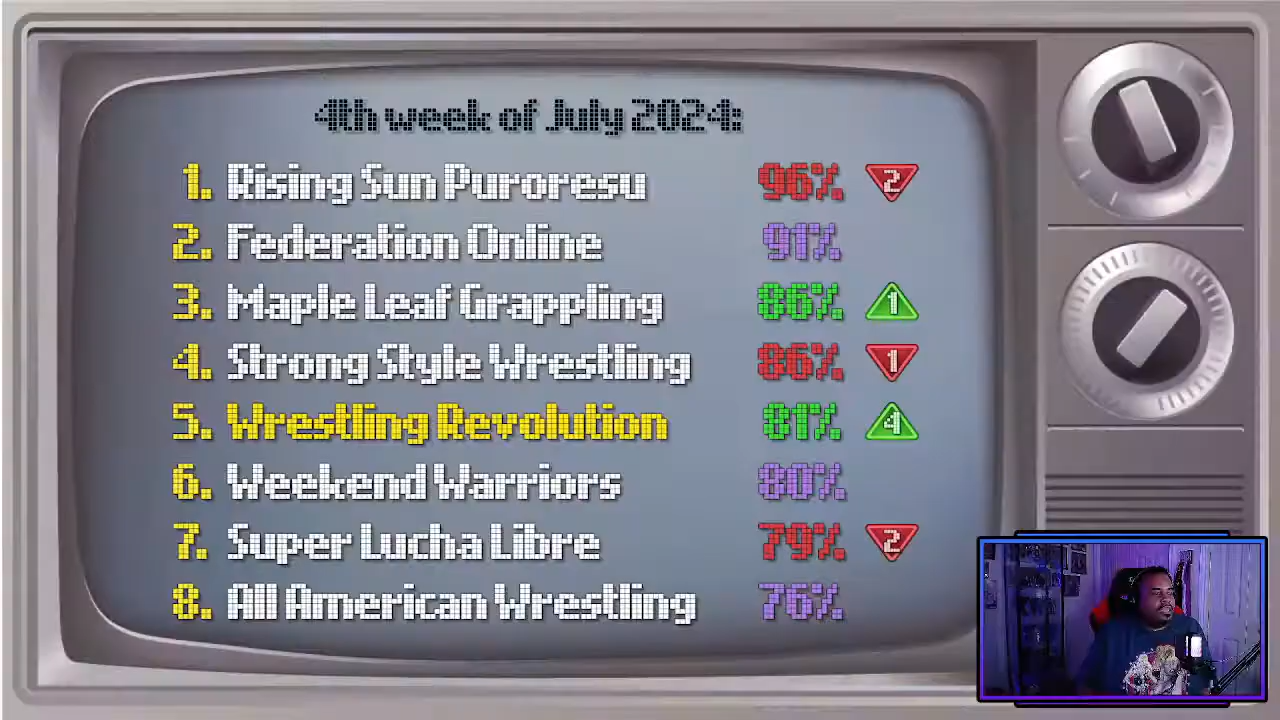 4th week of July 2024:
1. Rising Sun Puroresu 96% 2
2. Federation Online 91%
3. Maple Leaf Grappling 86% 1
4. Strong Style Wrestling 86% 1
5. Wrestling Revolution 81% 4
6. Weekend Warriors 80%
7. Super Lucha Libre 79% 2
8. All American Wrestling 76%